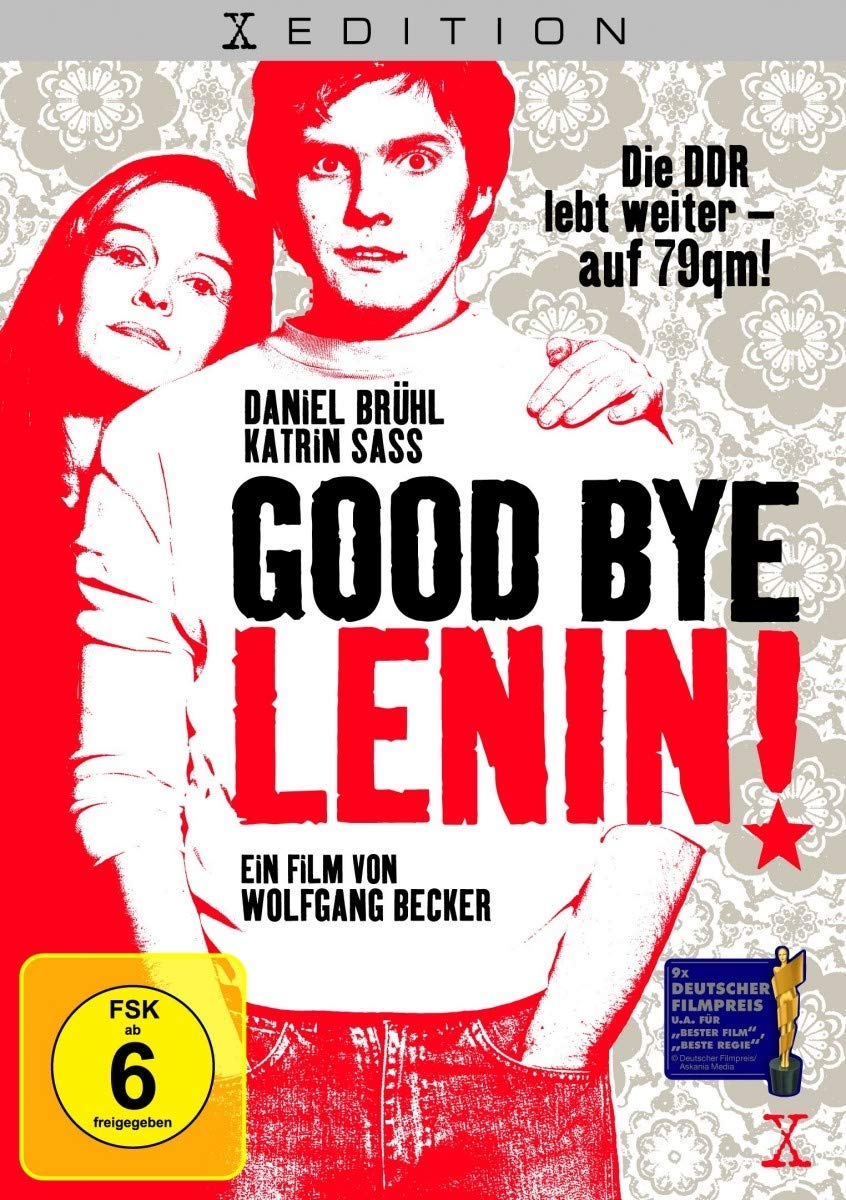 X EDITION
Die DDR
lebt weiter –
auf 79qm!
DANiEL BRÜHL
KATRiN SASS
GOOD BYE
LENIN!
EiN FiLM VON
WOLFGANG BECKER
FSK
ab
6
freigegeben
9x
DEUTSCHER
FILMPREIS
U.A. FÜR
„BESTER FILM“,
„BESTE REGIE“
© Deutscher Filmpreis/
Askania Media
X